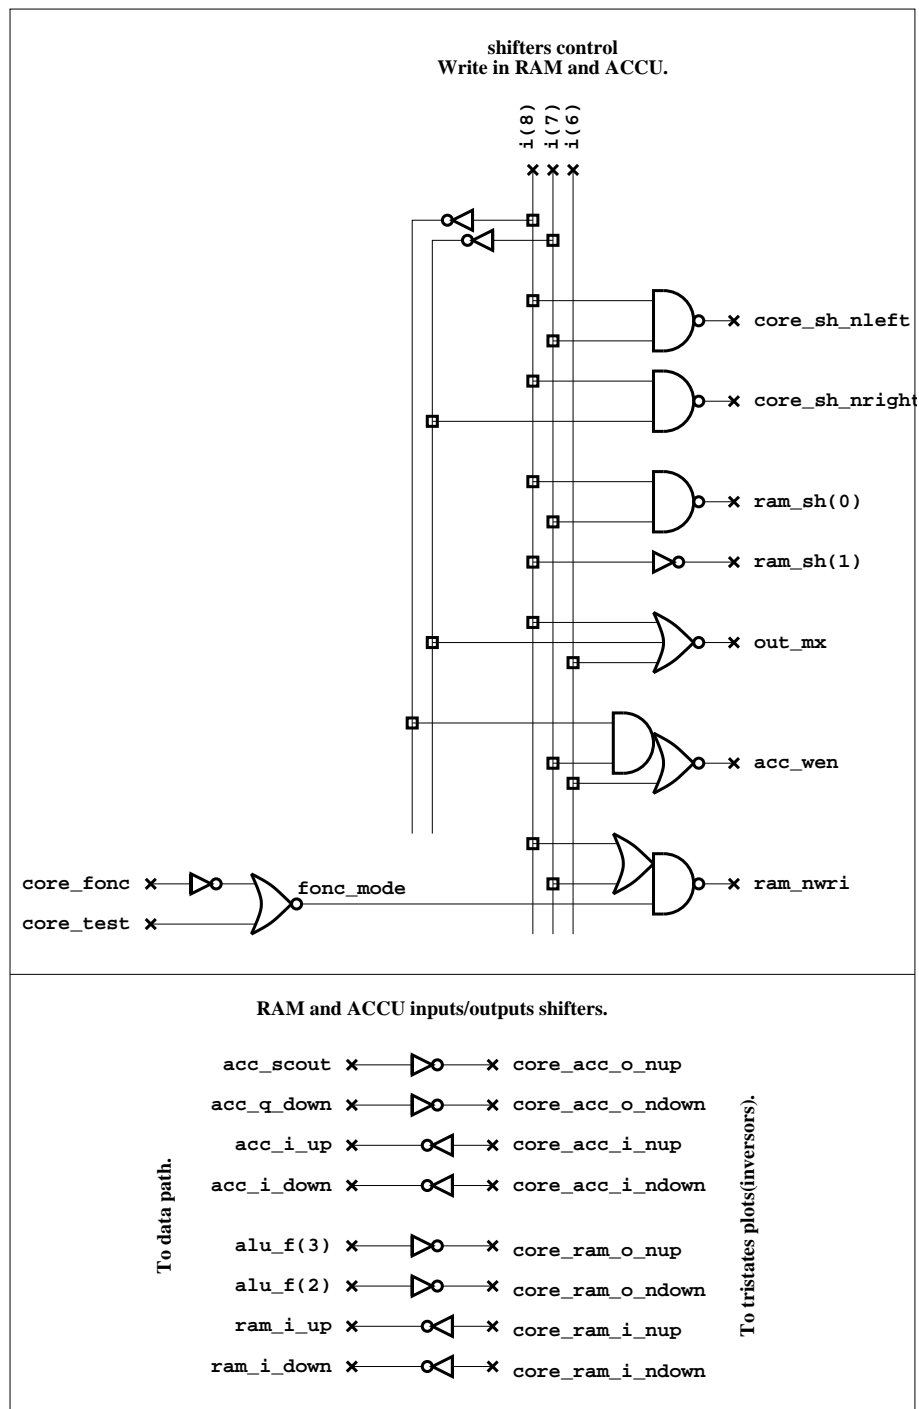 shifters control
Write in RAM and ACCU.
i(8)
i(7)
i(6)
core_sh_nleft
core_sh_nright
ram_sh(0)
ram_sh(1)
out_mx
acc_wen
core_fonc
fonc_mode
ram_nwri
core_test
RAM and ACCU inputs/outputs shifters.
acc_scout core_acc_o_nup
acc_q_down core_acc_o_ndown
acc_i_up core_acc_i_nup
acc_i_down core_acc_i_ndown
alu_f(3) core_ram_o_nup
alu_f(2) core_ram_o_ndown
ram_i_up core_ram_i_nup
ram_i_down core_ram_i_ndown
To data path.
To tristates plots(inversors).